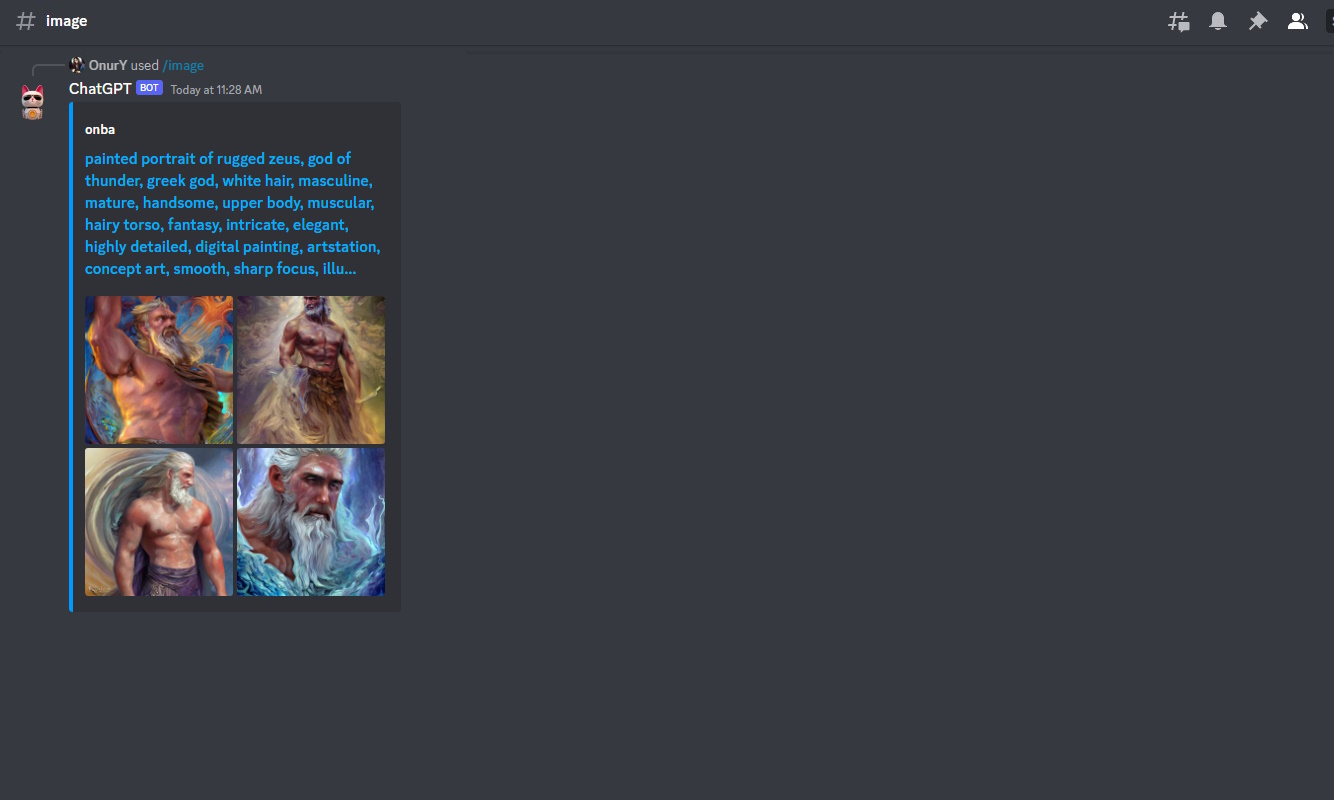 image
OnurY used /image
ChatGPT BOT Today at 11:28 AM
onba
painted portrait of rugged zeus, god of
thunder, greek god, white hair, masculine,
mature, handsome, upper body, muscular,
hairy torso, fantasy, intricate, elegant,
highly detailed, digital painting, artstation,
concept art, smooth, sharp focus, illu...